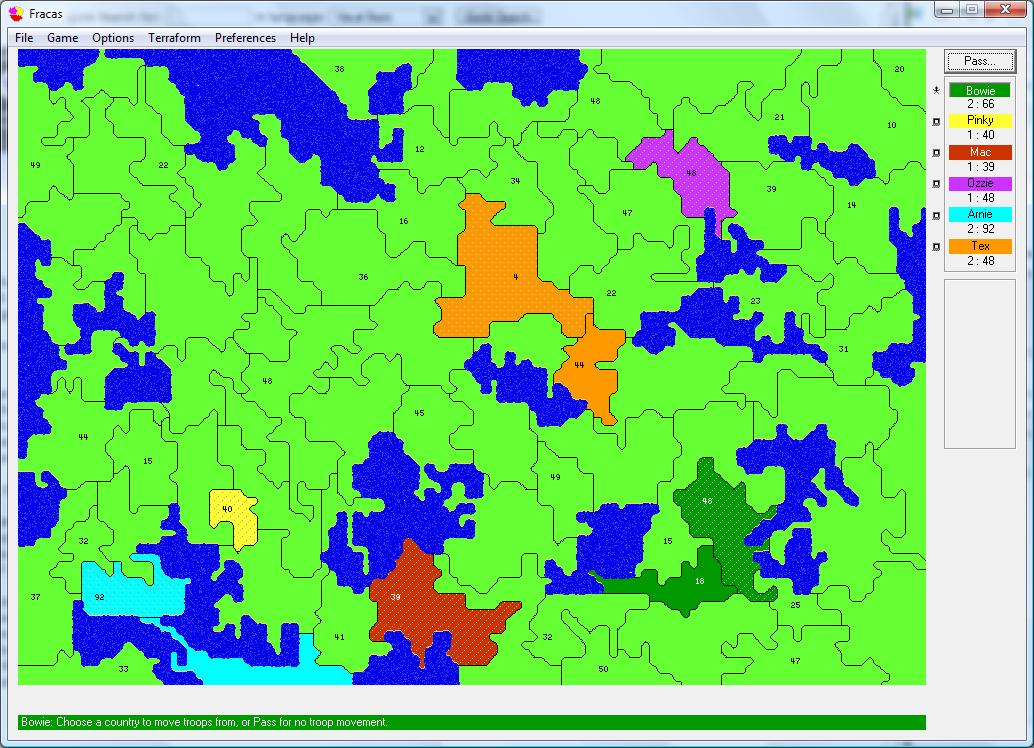 Fracas
File Game Options Terraform Preferences Help
Pass...
Bowie
2 : 66
Pinky
1 : 40
Mac
1 : 39
Ozzie
1 : 48
Arnie
2 : 92
Tex
2 : 48
38
20
48
21
10
12
49
22
34
48
39
47
14
16
36
4
22
23
31
44
48
45
44
15
49
48
40
32
15
18
37
92
39
25
41
32
33
50
47
Bowie: Choose a country to move troops from, or Pass for no troop movement.